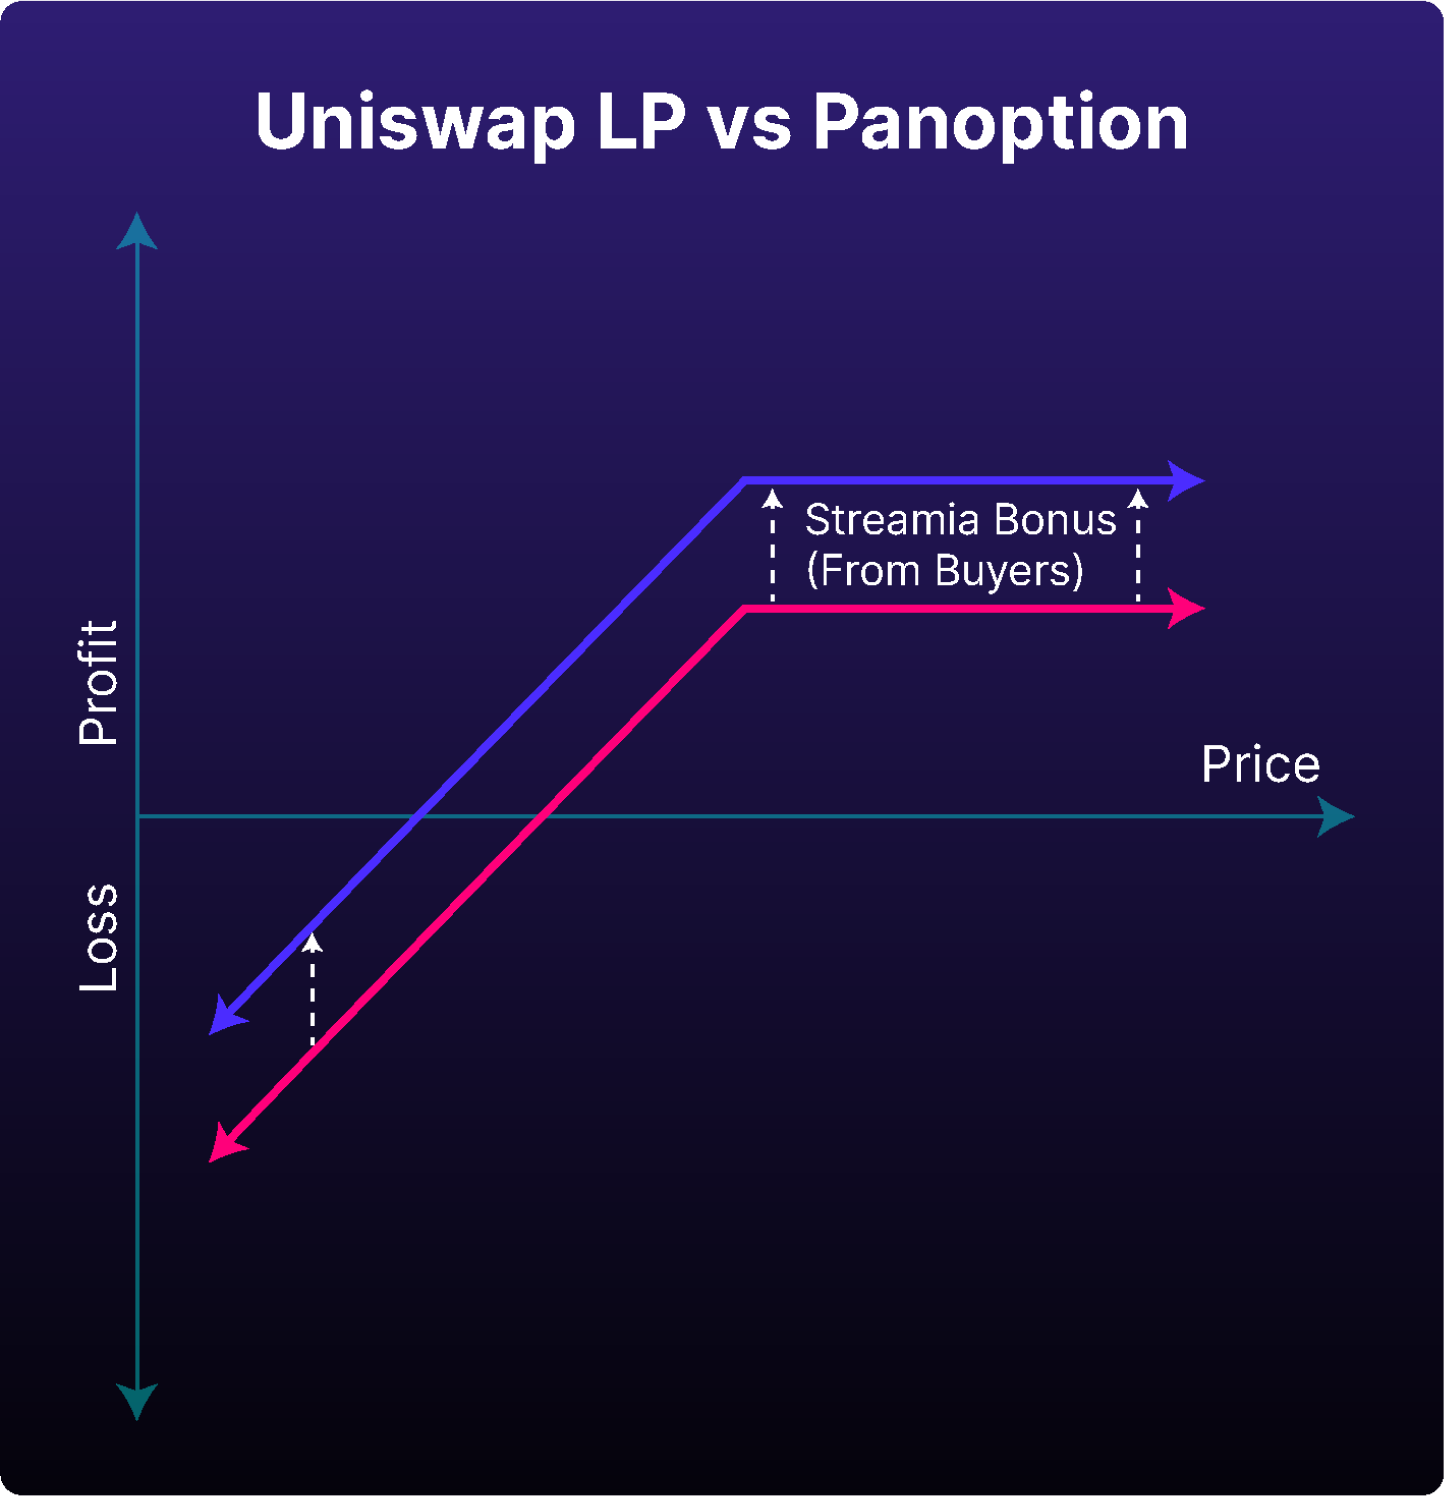 Uniswap LP vs Panoption
Streamia Bonus
(From Buyers)
Profit
Price
Loss